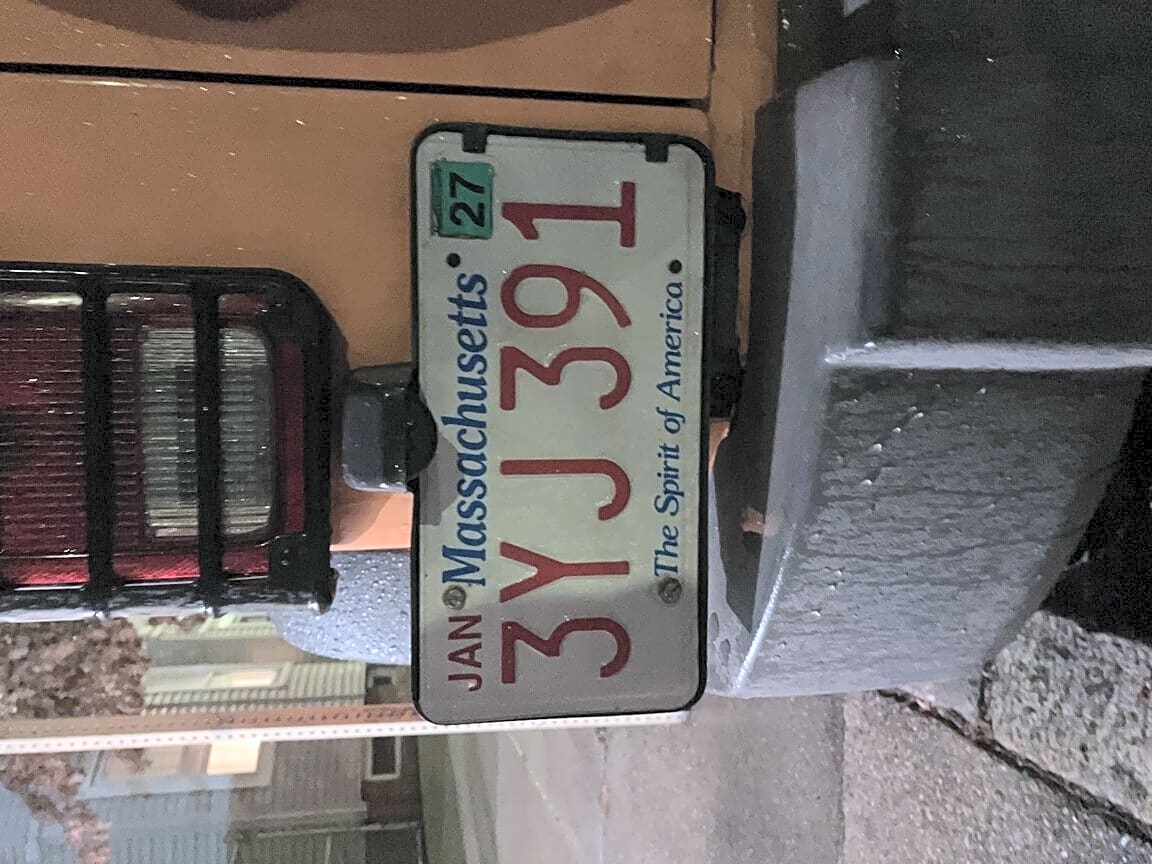 JAN Massachusetts 27
3YJ 391
The Spirit of America